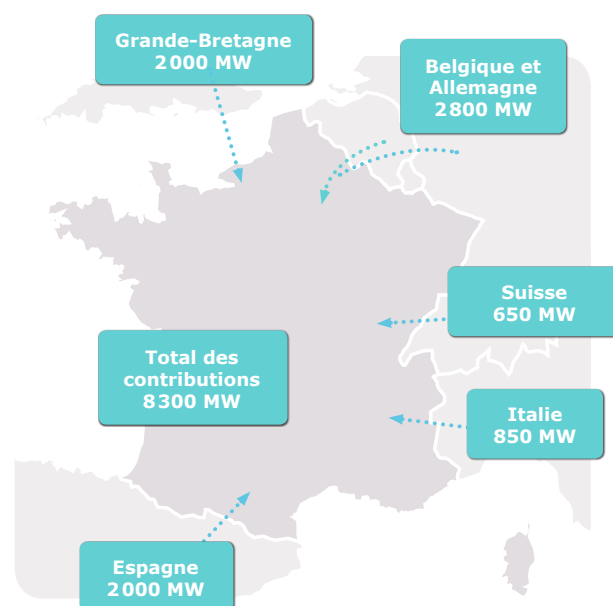 Grande-Bretagne
2000 MW
Belgique et
Allemagne
2800 MW
Suisse
650 MW
Total des
contributions
8300 MW
Italie
850 MW
Espagne
2000 MW